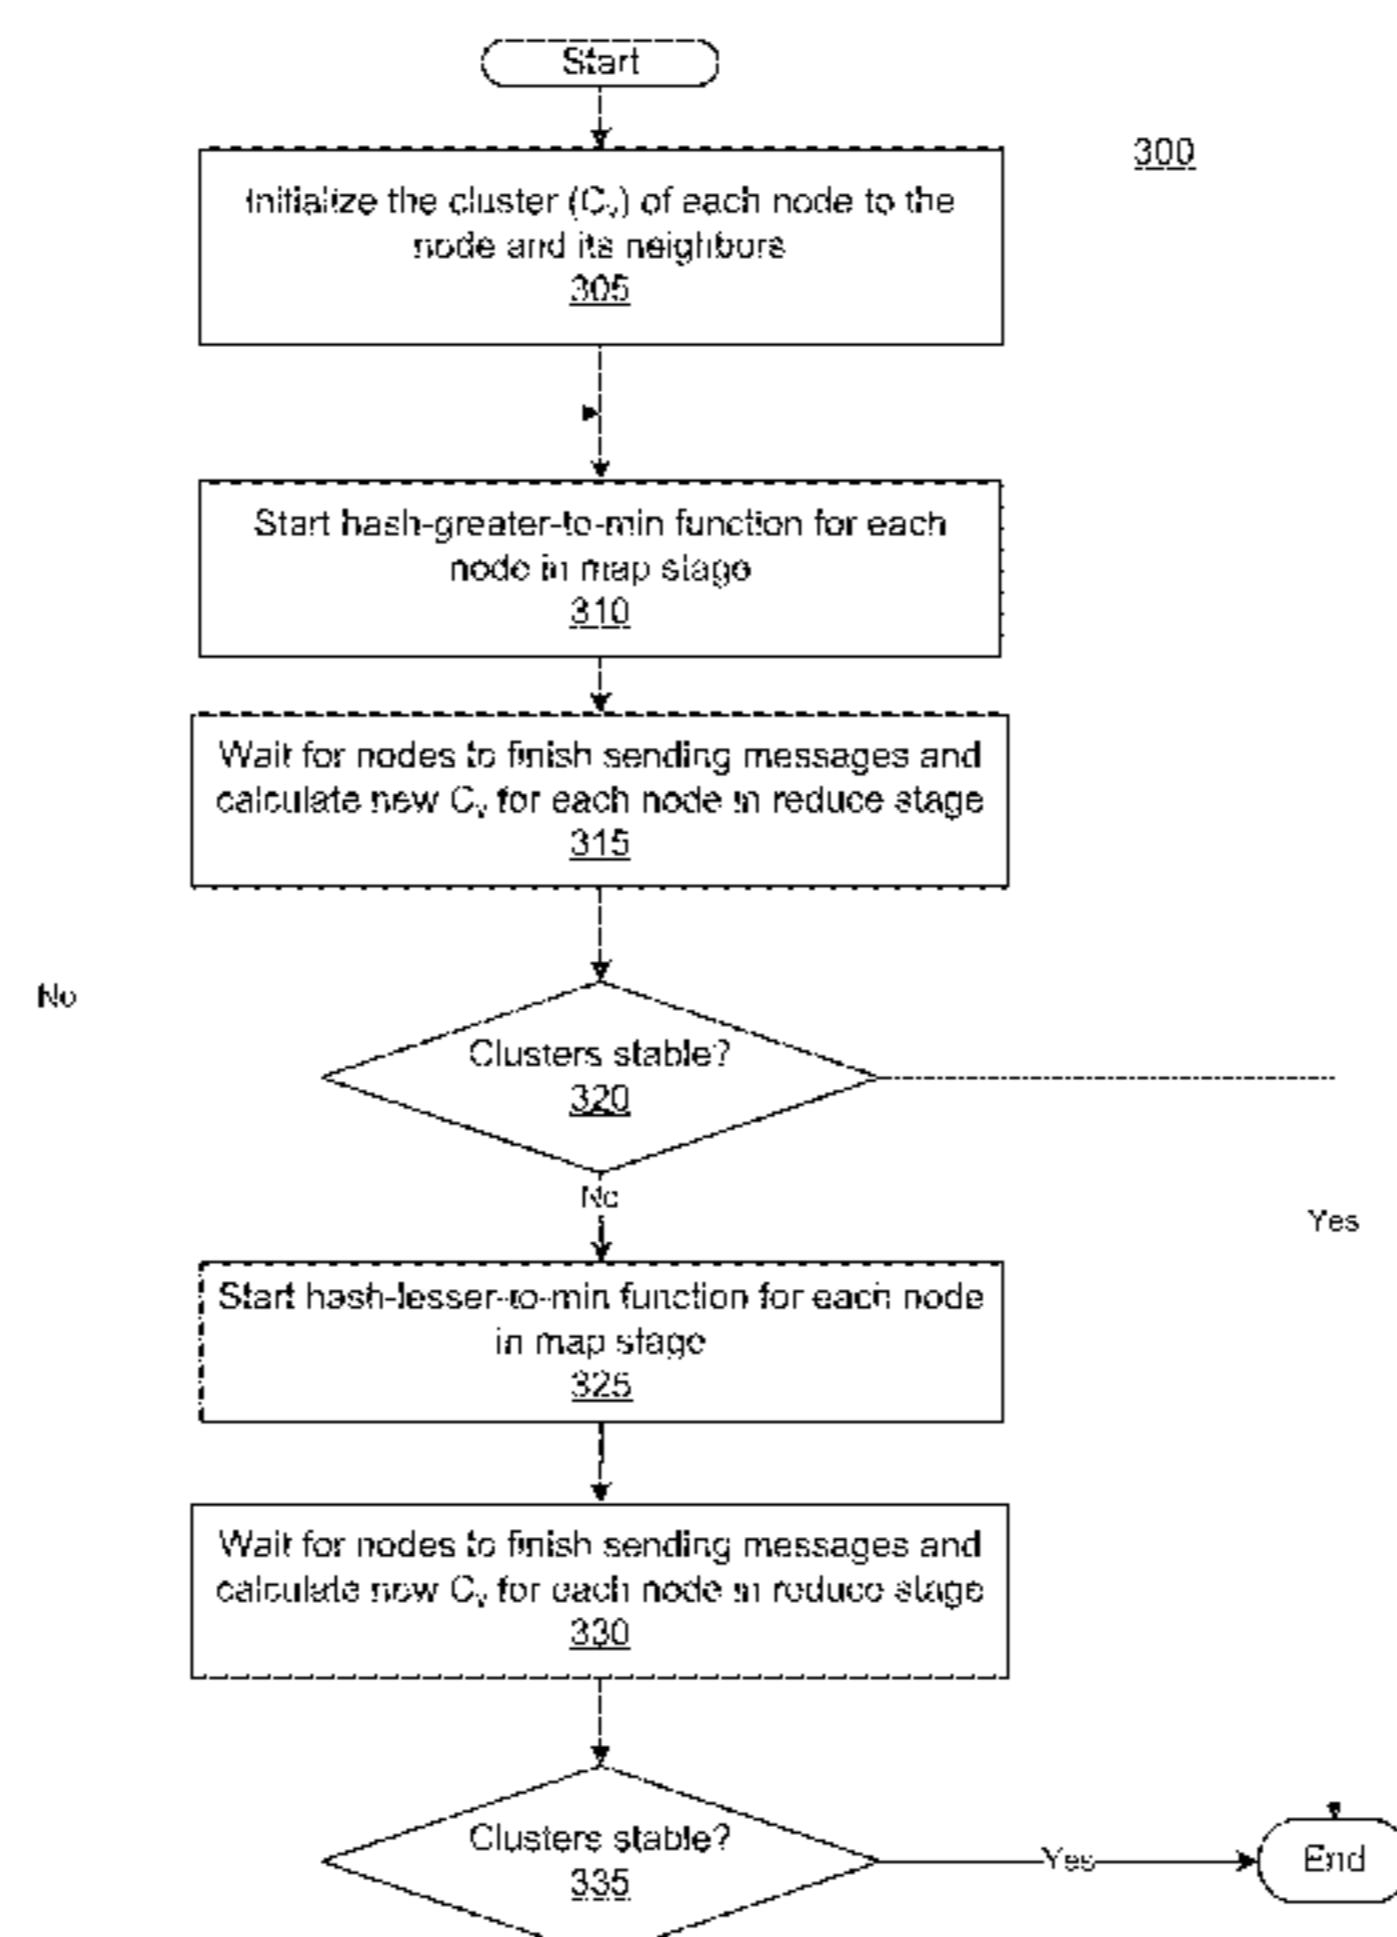 Start
300
Initialize the cluster (Cv) of each node to the
node and its neighbors
305
Start hash-greater-to-min function for each
node in map stage
310
Wait for nodes to finish sending messages and
calculate new Cv for each node in reduce stage
315
No
Clusters stable?
320
No
Yes
Start hash-lesser-to-min function for each node
in map stage
325
Wait for nodes to finish sending messages and
calculate new Cv for each node in reduce stage
330
Clusters stable?
335
Yes
End